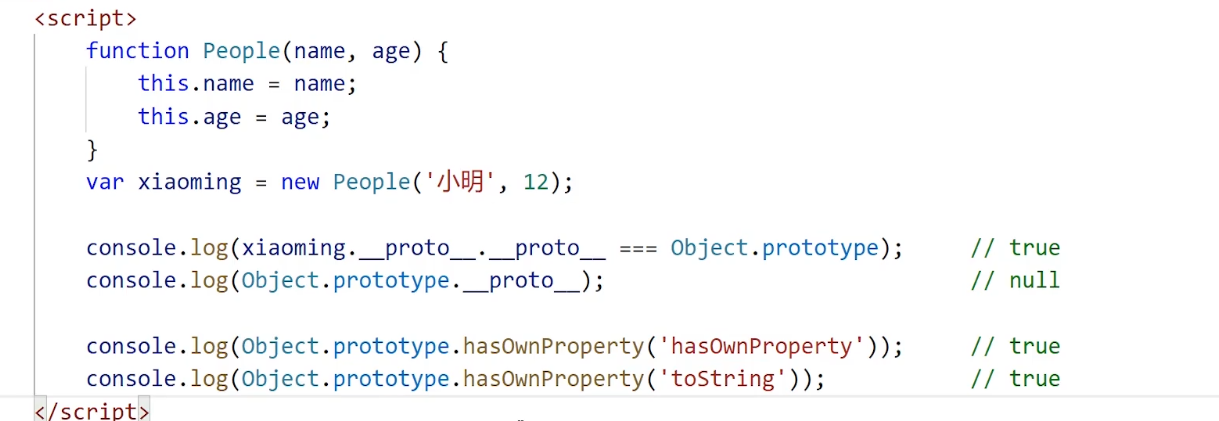 <script>
function People(name, age) {
this.name = name;
this.age = age;
}
var xiaoming = new People('小明', 12);
console.log(xiaoming.__proto__.__proto__ === Object.prototype); // true
console.log(Object.prototype.__proto__); // null
console.log(Object.prototype.hasOwnProperty('hasOwnProperty')); // true
console.log(Object.prototype.hasOwnProperty('toString')); // true
</script>